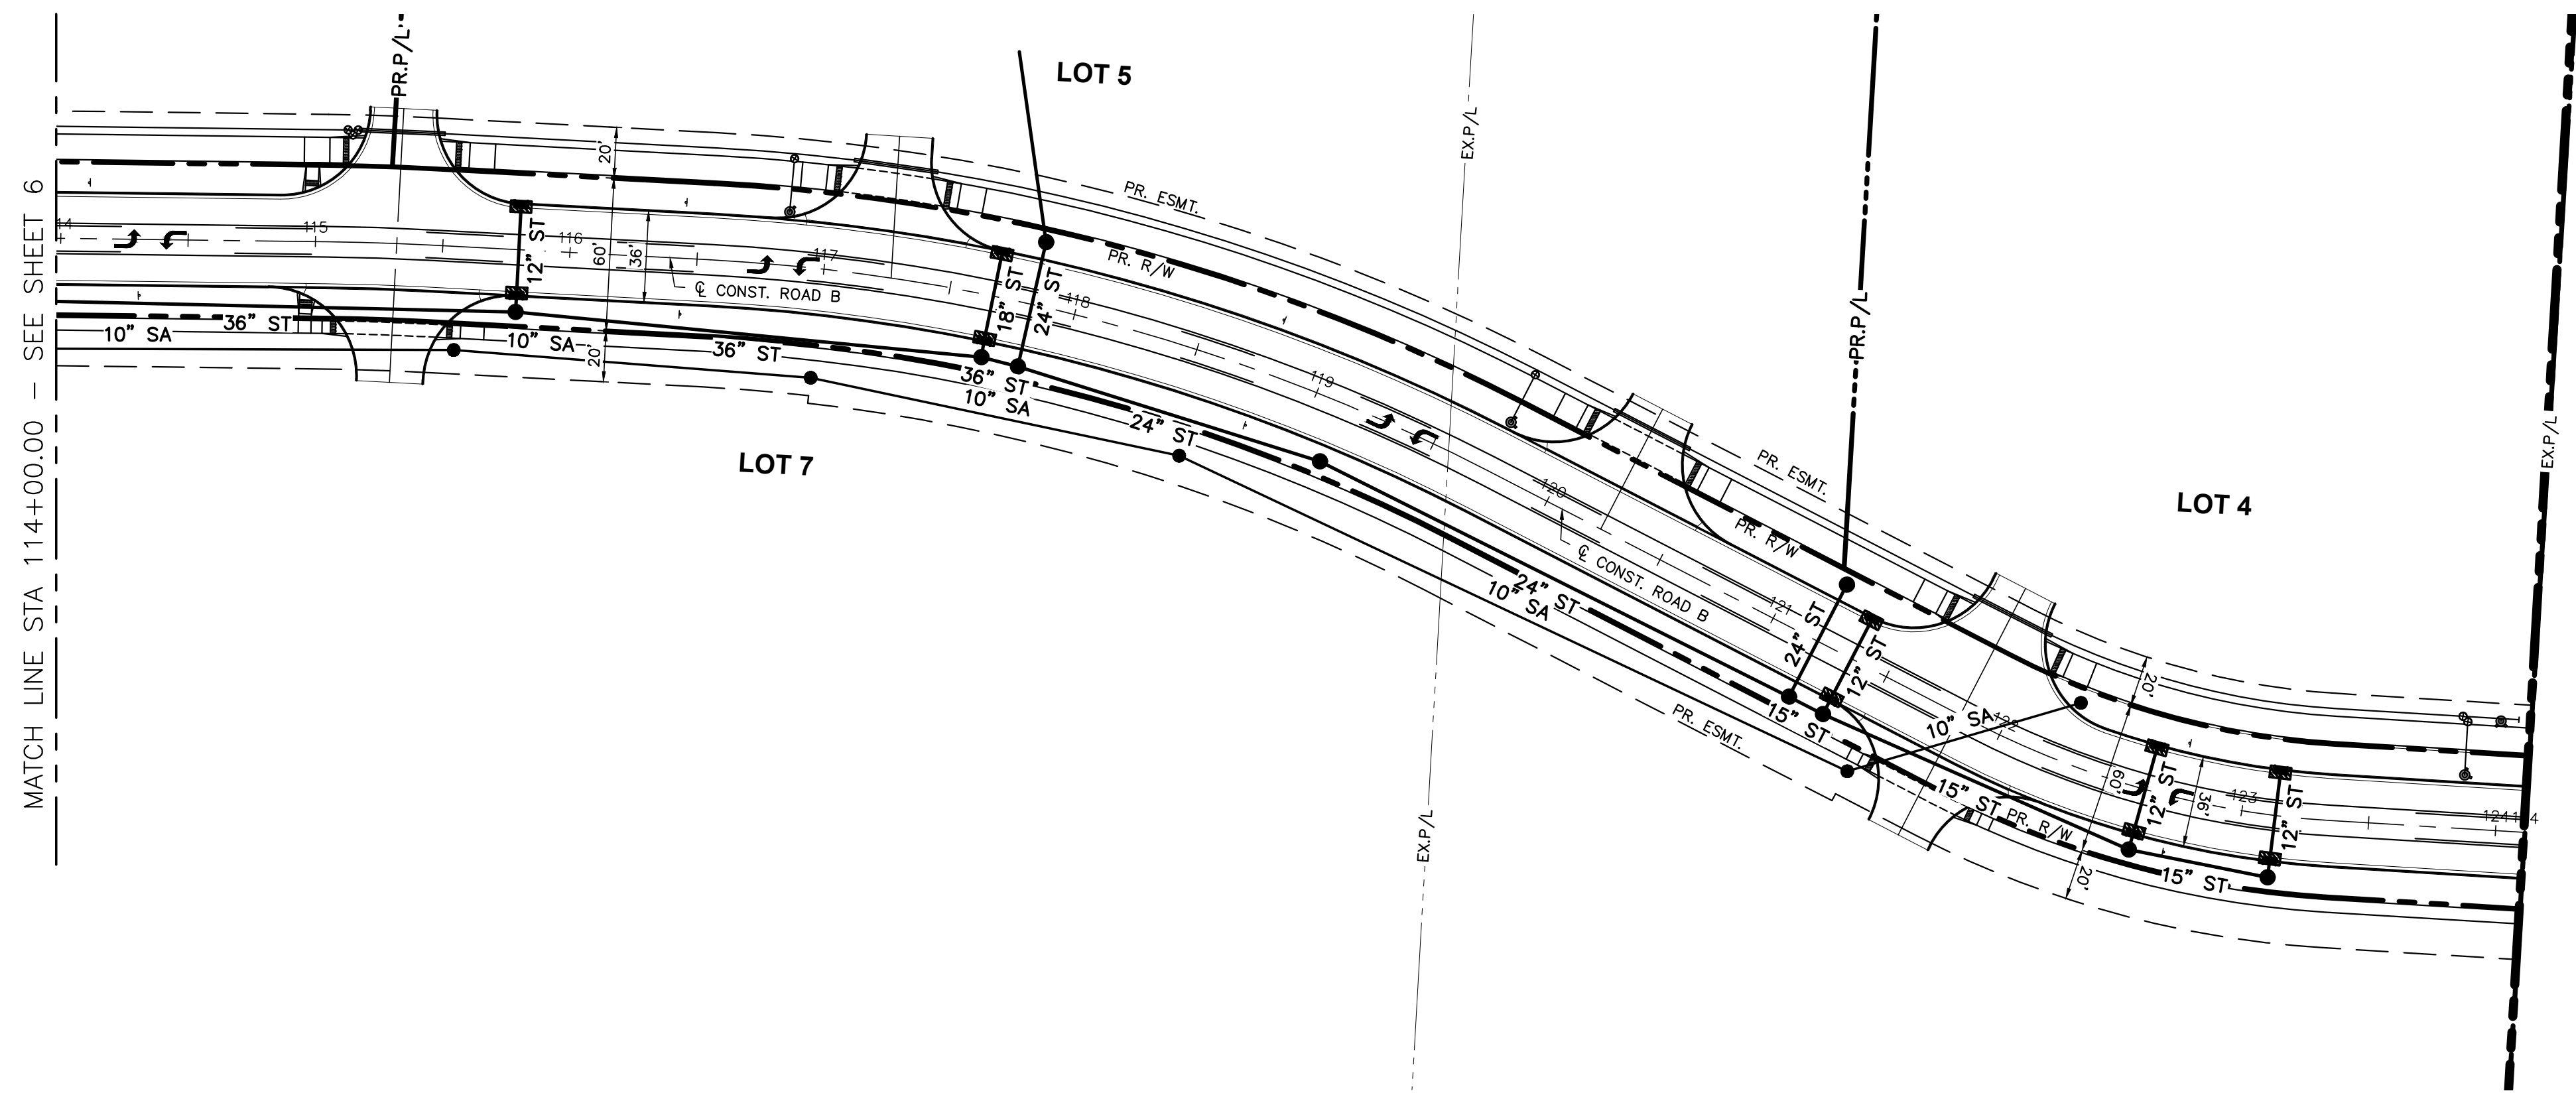 MATCH LINE STA 114+00.00 – SEE SHEET 6
PR.P/L
LOT 5
EX.P/L
PR.P/L
LOT 4
EX.P/L
20'
PR. ESMT.
PR. R/W
14
115
116
117
118
119
120
121
122
123
124
12" ST
60'
36'
℄ CONST. ROAD B
18" ST
24" ST
10" SA
36" ST
10" SA
20'
36" ST
36" ST
10" SA
24" ST
LOT 7
PR. ESMT.
PR. R/W
℄ CONST. ROAD B
24" ST
10" SA
24" ST
12" ST
15" ST
PR. ESMT.
10" SA
20'
60'
12" ST
36'
12" ST
15" ST
PR. R/W
20'
15" ST
EX.P/L